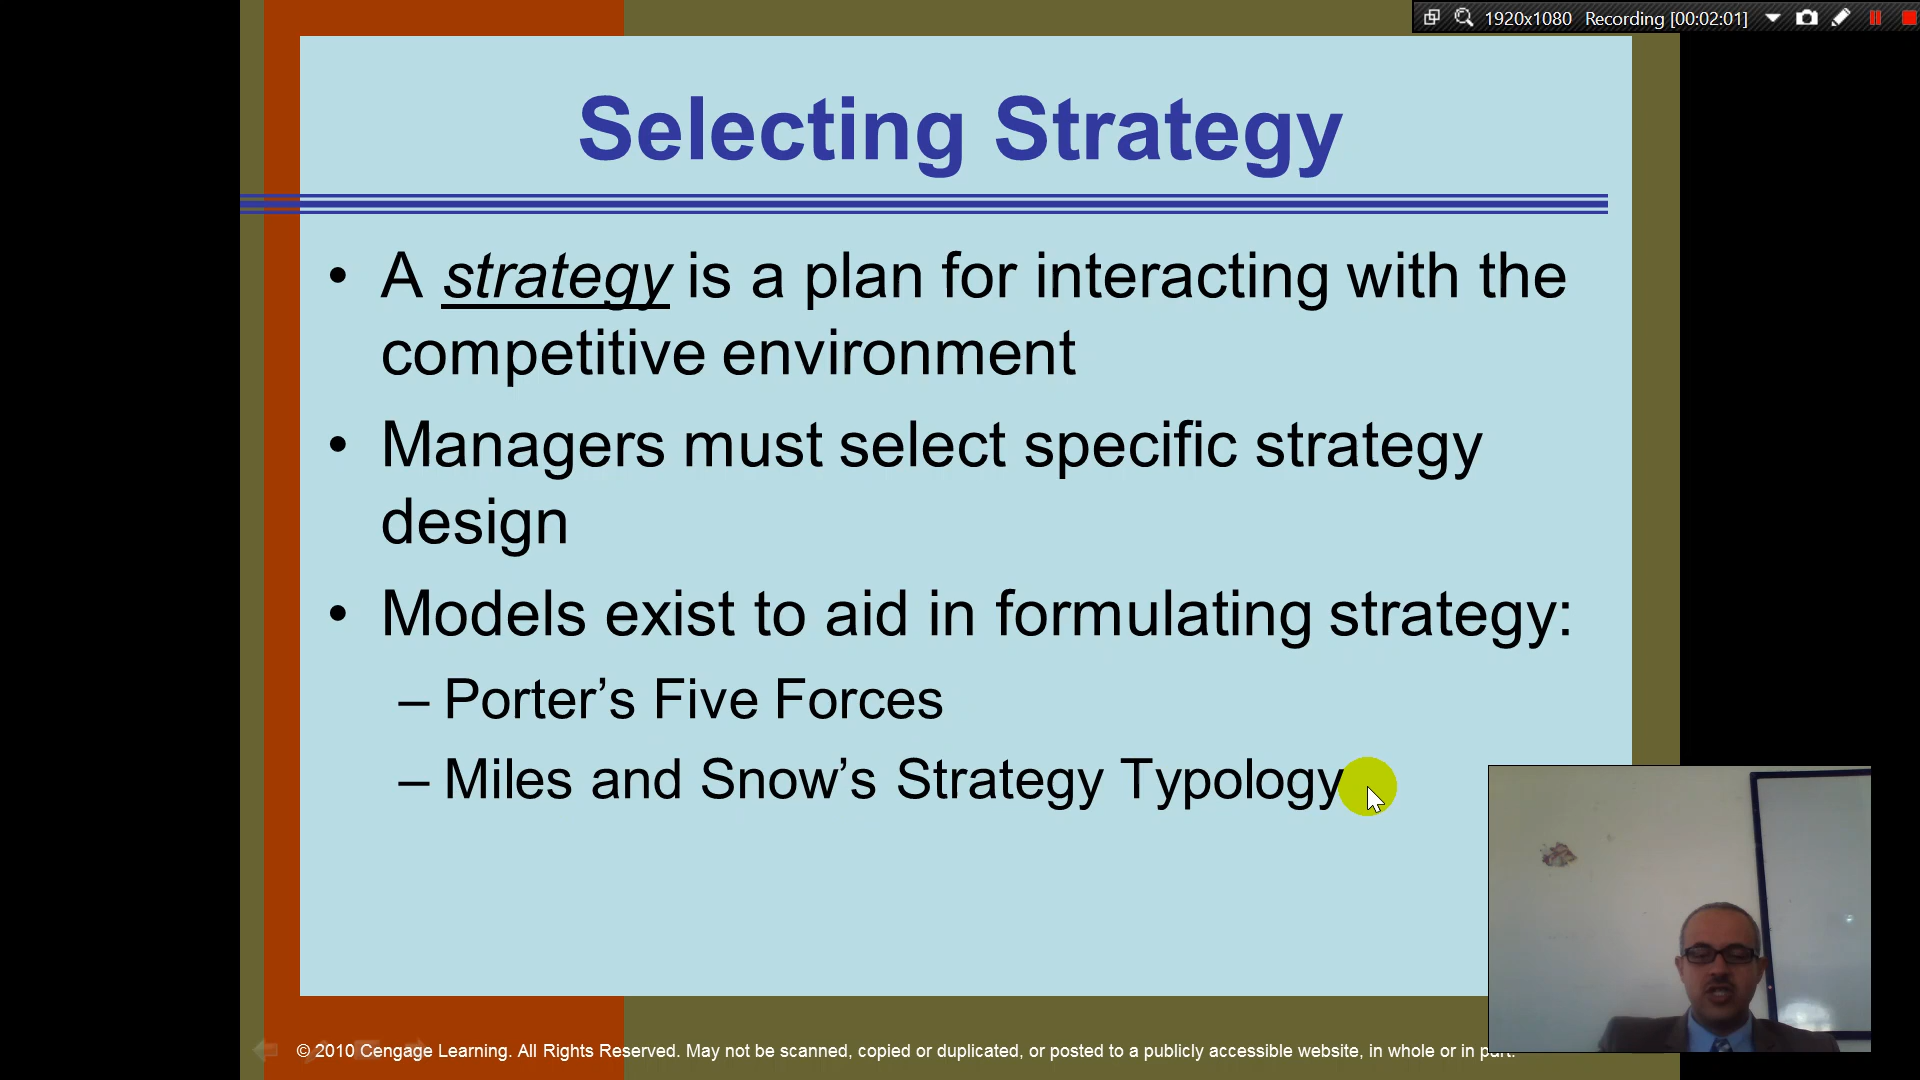 1920x1080 Recording [00:02:01]
Selecting Strategy
• A strategy is a plan for interacting with the
competitive environment
• Managers must select specific strategy
design
• Models exist to aid in formulating strategy:
– Porter’s Five Forces
– Miles and Snow’s Strategy Typology
© 2010 Cengage Learning. All Rights Reserved. May not be scanned, copied or duplicated, or posted to a publicly accessible website, in whole or in part.